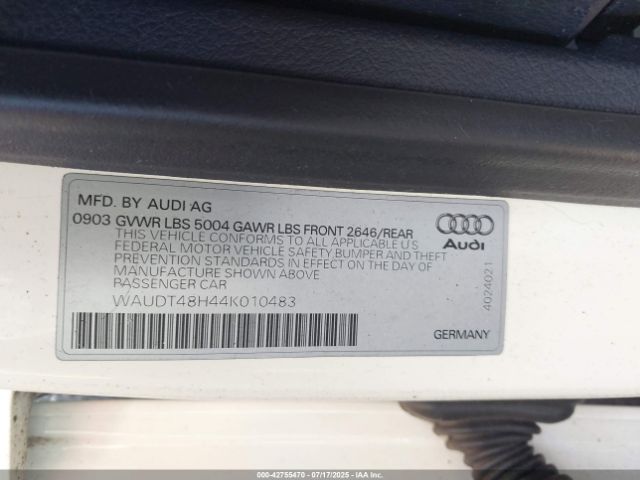 MFD. BY AUDI AG
0903 GVWR LBS 5004 GAWR LBS FRONT 2646/REAR
THIS VEHICLE CONFORMS TO ALL APPLICABLE U S
FEDERAL MOTOR VEHICLE SAFETY, BUMPER AND THEFT
PREVENTION STANDARDS IN EFFECT ON THE DAY OF
MANUFACTURE SHOWN ABOVE
PASSENGER CAR
WAUDT48H44K010483
Audi
4024021
GERMANY
000-42755470 07/17/2025 IAAI.COM